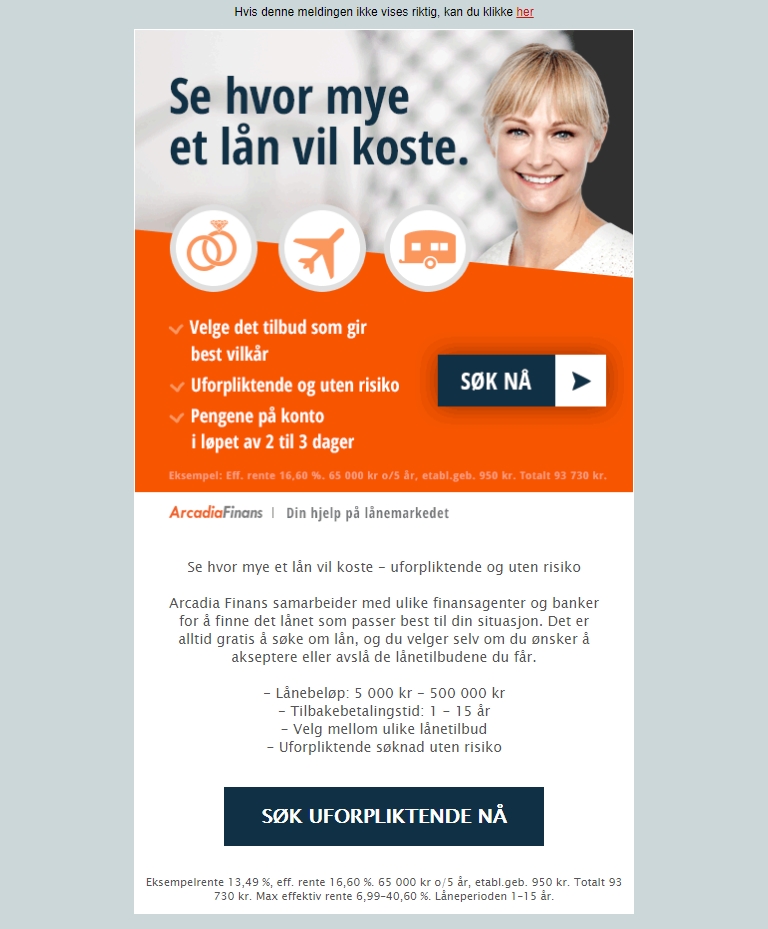 Hvis denne meldingen ikke vises riktig, kan du klikke her
Se hvor mye
et lån vil koste.
Velge det tilbud som gir
best vilkår
Uforpliktende og uten risiko
Pengene på konto
i løpet av 2 til 3 dager
SØK NÅ
Eksempel: Eff. rente 16,60 %. 65 000 kr o/5 år, etabl.geb. 950 kr. Totalt 93 730 kr.
ArcadiaFinans | Din hjelp på lånemarkedet
Se hvor mye et lån vil koste - uforpliktende og uten risiko
Arcadia Finans samarbeider med ulike finansagenter og banker
for å finne det lånet som passer best til din situasjon. Det er
alltid gratis å søke om lån, og du velger selv om du ønsker å
akseptere eller avslå de lånetilbudene du får.
- Lånebeløp: 5 000 kr - 500 000 kr
- Tilbakebetalingstid: 1 - 15 år
- Velg mellom ulike lånetilbud
- Uforpliktende søknad uten risiko
SØK UFORPLIKTENDE NÅ
Eksempelrente 13,49 %, eff. rente 16,60 %. 65 000 kr o/5 år, etabl.geb. 950 kr. Totalt 93
730 kr. Max effektiv rente 6,99-40,60 %. Låneperioden 1-15 år.